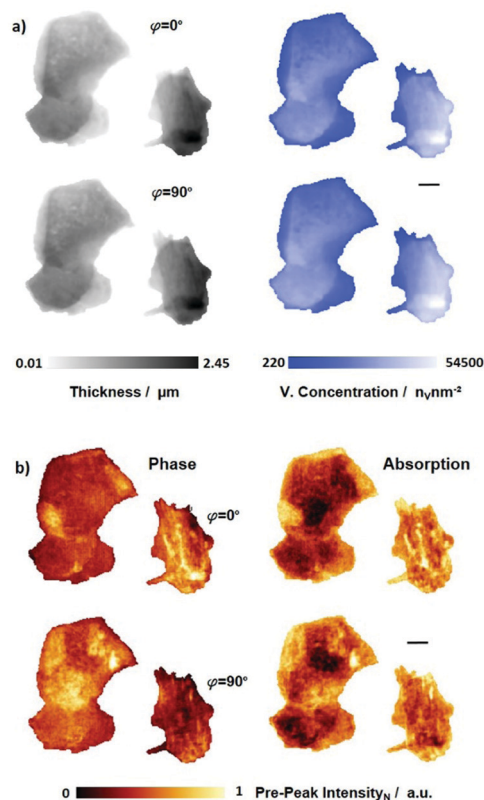 a)
φ=0°
φ=90°
0.01 2.45 220 54500
Thickness / μm V. Concentration / nVnm-2
b) Phase Absorption
φ=0°
φ=90°
0 1 Pre-Peak IntensityN / a.u.